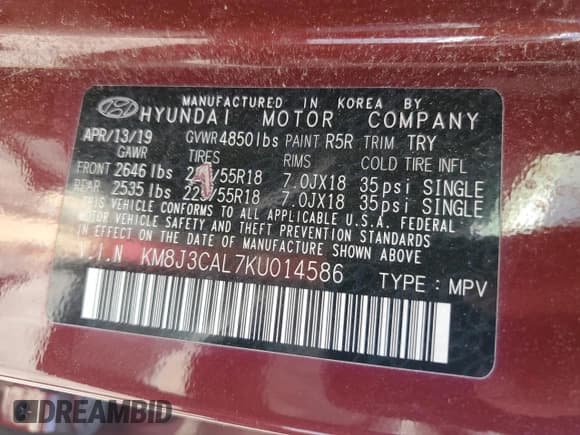 MANUFACTURED IN KOREA BY
HYUNDAI MOTOR COMPANY
APR/13/19 GVWR 4850lbs PAINT R5R TRIM TRY
GAWR TIRES RIMS COLD TIRE INFL
FRONT 2646 lbs /55R18 7.0JX18 35psi SINGLE
REAR 2535 lbs /55R18 7.0JX18 35psi SINGLE
THIS VEHICLE CONFORMS TO ALL APPLICABLE U.S.A. FEDERAL
MOTOR VEHICLE SAFETY, BUMPER,
AND THEFT PREVENTION STANDARDS IN EFFECT ON THE DATE OF MANUFACTURE SHOWN ABOVE
V.I.N KM8J3CAL7KU014586 TYPE : MPV
DREAMBID